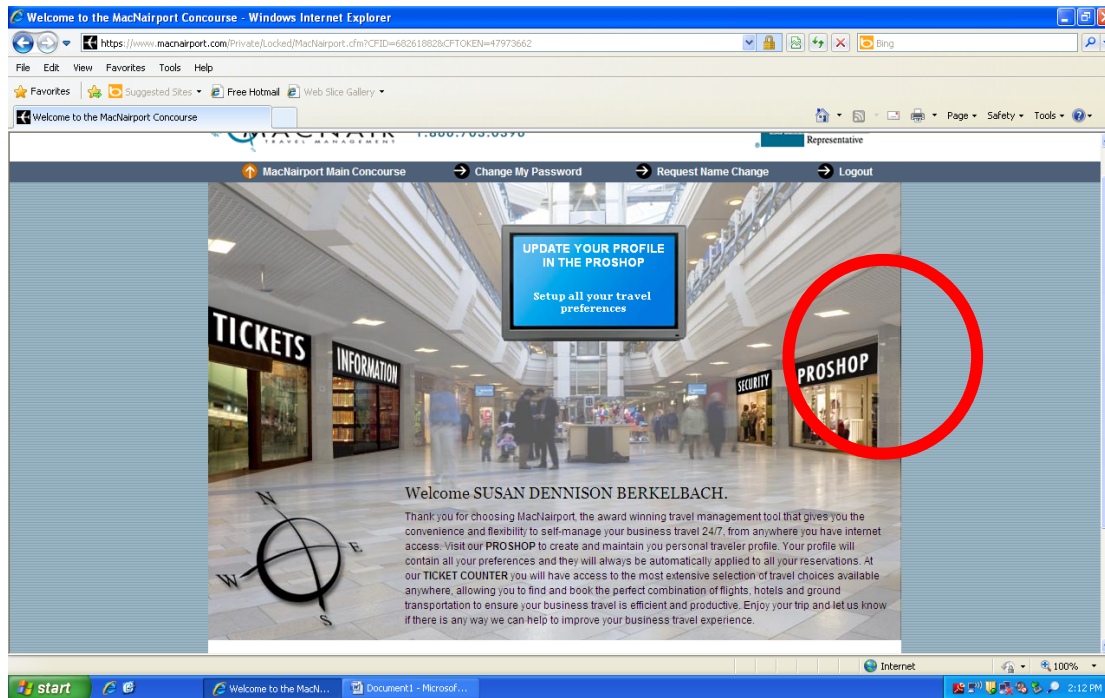 Welcome to the MacNairport Concourse - Windows Internet Explorer
https://www.macnairport.com/Private/Locked/MacNairport.cfm?CFID=68261882&CFTOKEN=47973662
Bing
File Edit View Favorites Tools Help
Favorites Suggested Sites Free Hotmail Web Slice Gallery
Welcome to the MacNairport Concourse
Page Safety Tools
MACNAIR
TRAVEL MANAGEMENT
Representative
MacNairport Main Concourse Change My Password Request Name Change Logout
UPDATE YOUR PROFILE
IN THE PROSHOP
Setup all your travel
preferences
TICKETS
INFORMATION
SECURITY
PROSHOP
N
E
W
S
Welcome SUSAN DENNISON BERKELBACH.
Thank you for choosing MacNairport, the award winning travel management tool that gives you the
convenience and flexibility to self-manage your business travel 24/7, from anywhere you have internet
access. Visit our PROSHOP to create and maintain you personal traveler profile. Your profile will
contain all your preferences and they will always be automatically applied to all your reservations. At
our TICKET COUNTER you will have access to the most extensive selection of travel choices available
anywhere, allowing you to find and book the perfect combination of flights, hotels and ground
transportation to ensure your business travel is efficient and productive. Enjoy your trip and let us know
if there is any way we can help to improve your business travel experience.
Internet 100%
start Welcome to the MacN... Document1 - Microsof... 2:12 PM